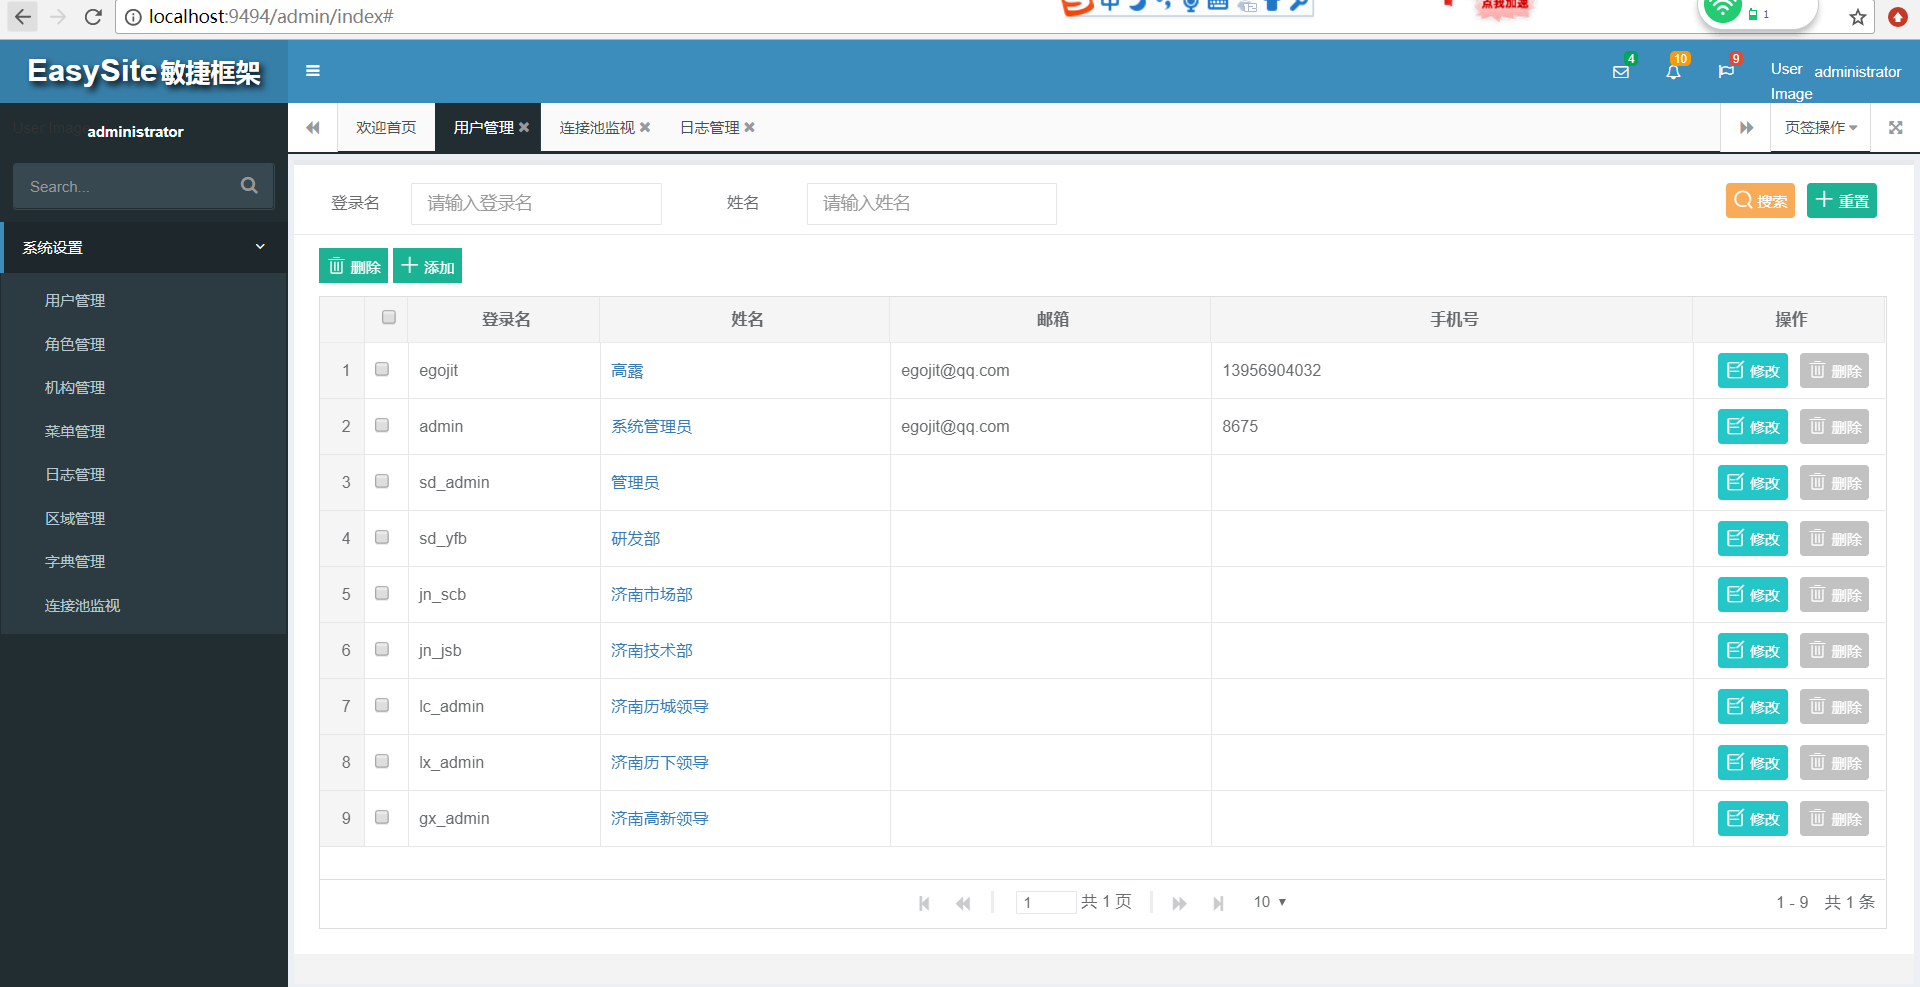 localhost:9494/admin/index#
中
点我加速
1
EasySite敏捷框架
4
10
9
User Image
administrator
User Image
administrator
欢迎首页
用户管理
连接池监视
日志管理
页签操作
Search...
系统设置
用户管理
角色管理
机构管理
菜单管理
日志管理
区域管理
字典管理
连接池监视
登录名 请输入登录名 姓名 请输入姓名 搜索 重置
删除 添加
登录名 姓名 邮箱 手机号 操作
1 egojit 高露 egojit@qq.com 13956904032 修改 删除
2 admin 系统管理员 egojit@qq.com 8675 修改 删除
3 sd_admin 管理员 修改 删除
4 sd_yfb 研发部 修改 删除
5 jn_scb 济南市场部 修改 删除
6 jn_jsb 济南技术部 修改 删除
7 lc_admin 济南历城领导 修改 删除
8 lx_admin 济南历下领导 修改 删除
9 gx_admin 济南高新领导 修改 删除
1 共 1 页 10 1 - 9 共 1 条